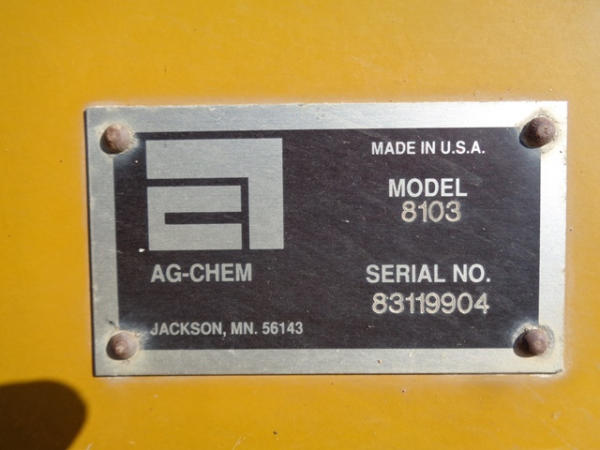 MADE IN U.S.A.
MODEL
8103
AG-CHEM
SERIAL NO.
83119904
JACKSON, MN. 56143